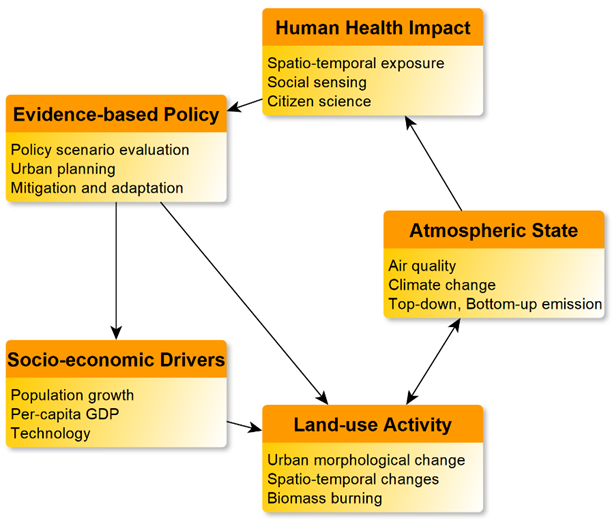 Human Health Impact
Spatio-temporal exposure
Social sensing
Citizen science
Evidence-based Policy
Policy scenario evaluation
Urban planning
Mitigation and adaptation
Atmospheric State
Air quality
Climate change
Top-down, Bottom-up emission
Socio-economic Drivers
Population growth
Per-capita GDP
Technology
Land-use Activity
Urban morphological change
Spatio-temporal changes
Biomass burning